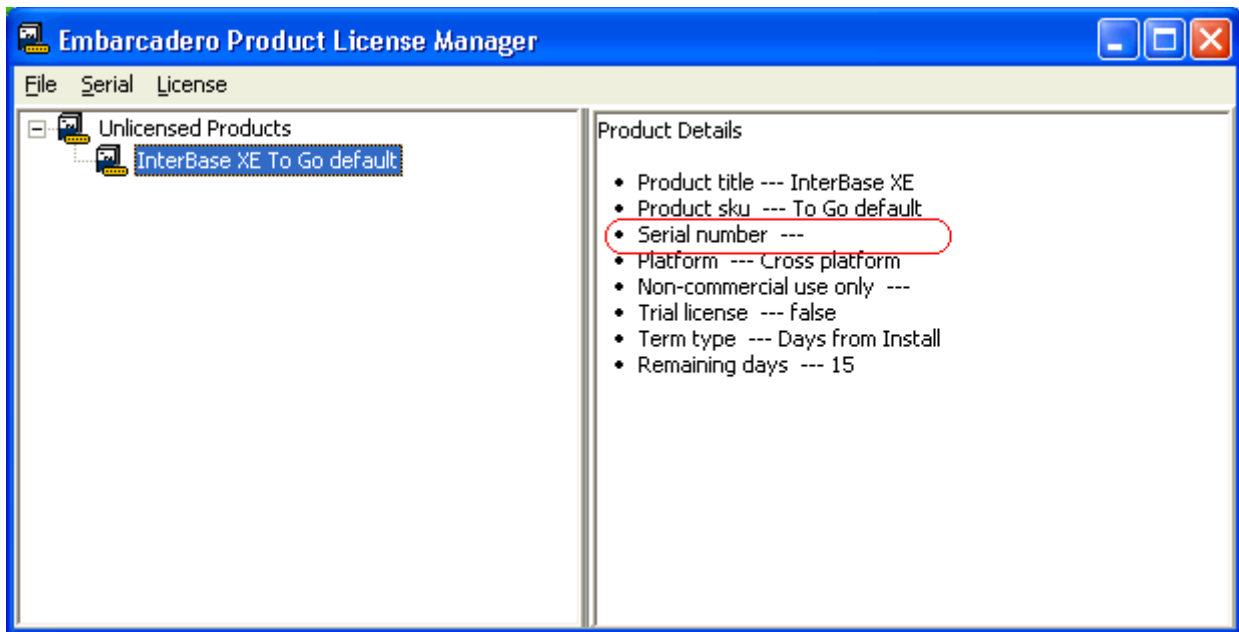 Embarcadero Product License Manager
File Serial License
Unlicensed Products
InterBase XE To Go default
Product Details
• Product title --- InterBase XE
• Product sku --- To Go default
• Serial number ---
• Platform --- Cross platform
• Non-commercial use only ---
• Trial license --- false
• Term type --- Days from Install
• Remaining days --- 15